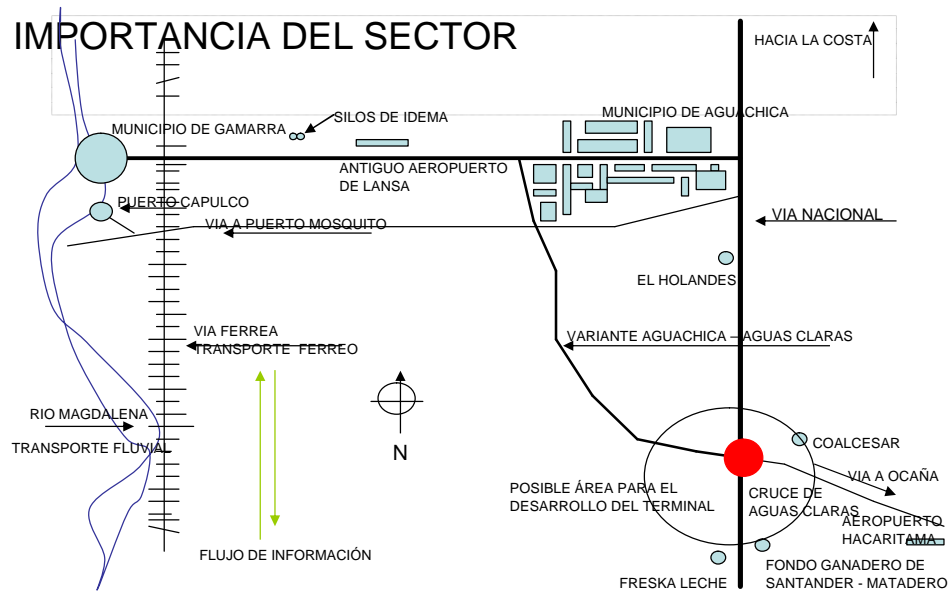 IMPORTANCIA DEL SECTOR
HACIA LA COSTA
SILOS DE IDEMA
MUNICIPIO DE AGUACHICA
MUNICIPIO DE GAMARRA
ANTIGUO AEROPUERTO
DE LANSA
PUERTO CAPULCO
VIA A PUERTO MOSQUITO
VIA NACIONAL
EL HOLANDES
VIA FERREA
TRANSPORTE FERREO
VARIANTE AGUACHICA – AGUAS CLARAS
RIO MAGDALENA
TRANSPORTE FLUVIAL
N
COALCESAR
VIA A OCAÑA
POSIBLE ÁREA PARA EL
DESARROLLO DEL TERMINAL
CRUCE DE
AGUAS CLARAS
AEROPUERTO
HACARITAMA
FLUJO DE INFORMACIÓN
FRESKA LECHE
FONDO GANADERO DE
SANTANDER - MATADERO